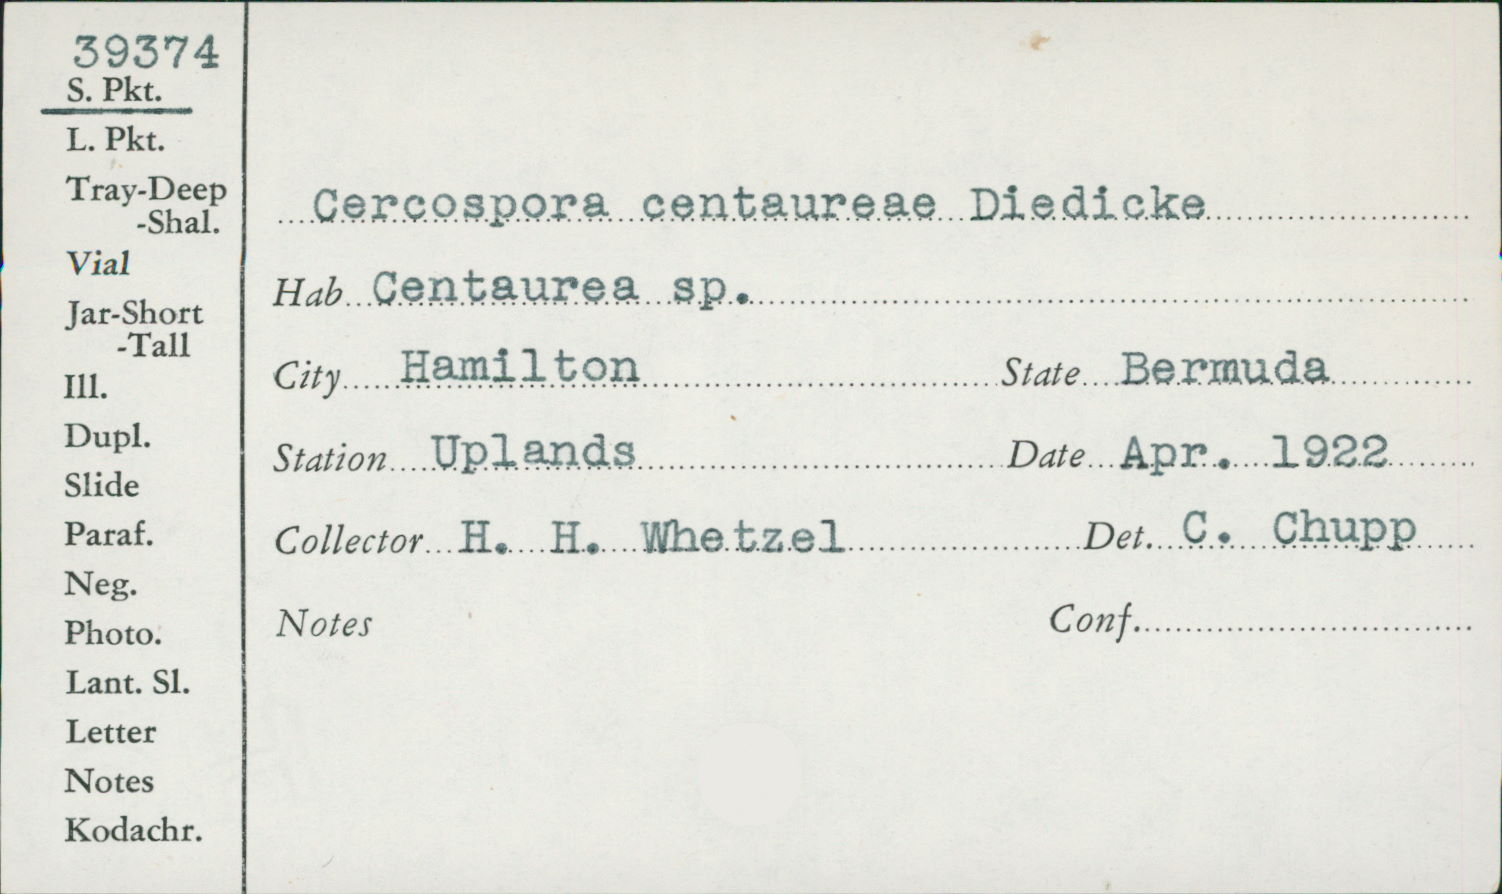 39374
S. Pkt.
L. Pkt.
Tray-Deep
-Shal.
Vial
Jar-Short
-Tall
Ill.
Dupl.
Slide
Paraf.
Neg.
Photo.
Lant. Sl.
Letter
Notes
Kodachr.
Cercospora centaureae Diedicke
Hab Centaurea sp.
City Hamilton State Bermuda
Station Uplands Date Apr. 1922
Collector H. H. Whetzel Det. C. Chupp
Notes Conf.